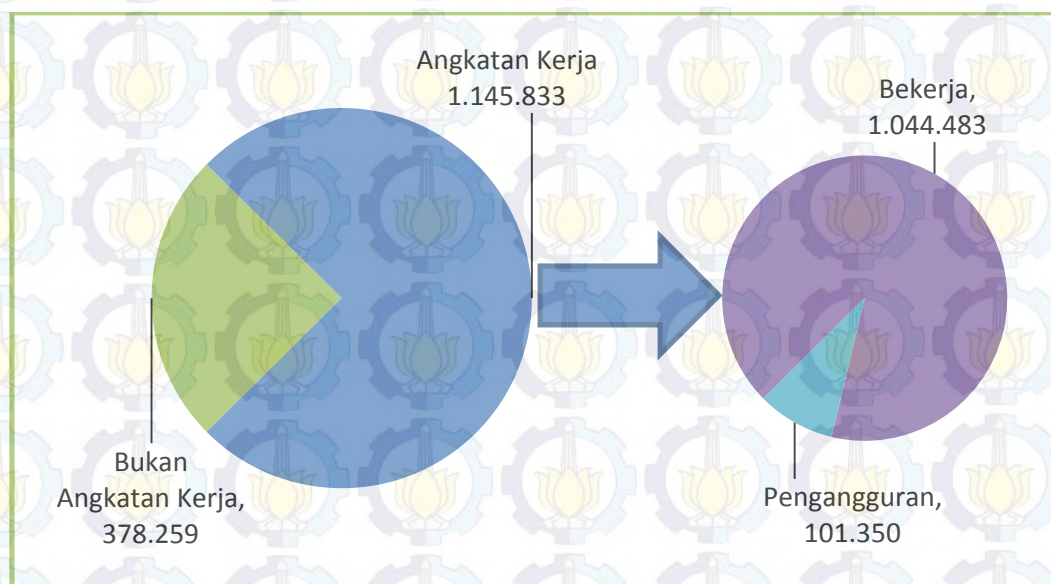 Angkatan Kerja
1.145.833
Bekerja,
1.044.483
Bukan
Angkatan Kerja,
378.259
Pengangguran,
101.350